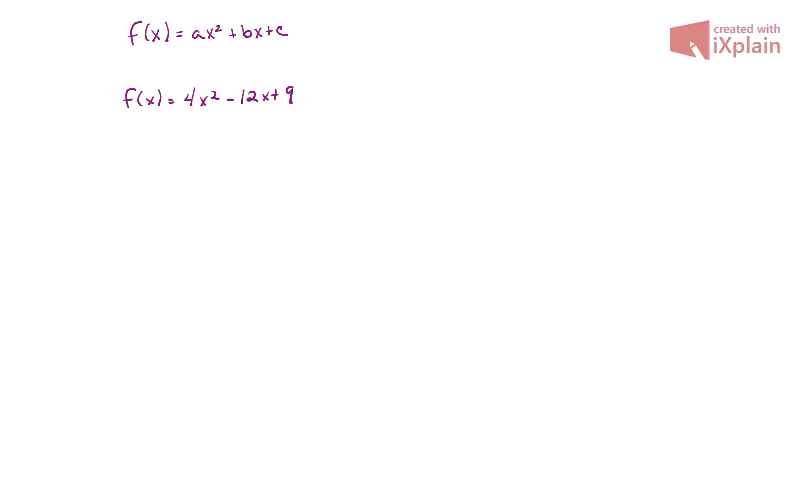 f(x) = ax² + bx + c
created with
iXplain
f(x) = 4x² - 12x + 9